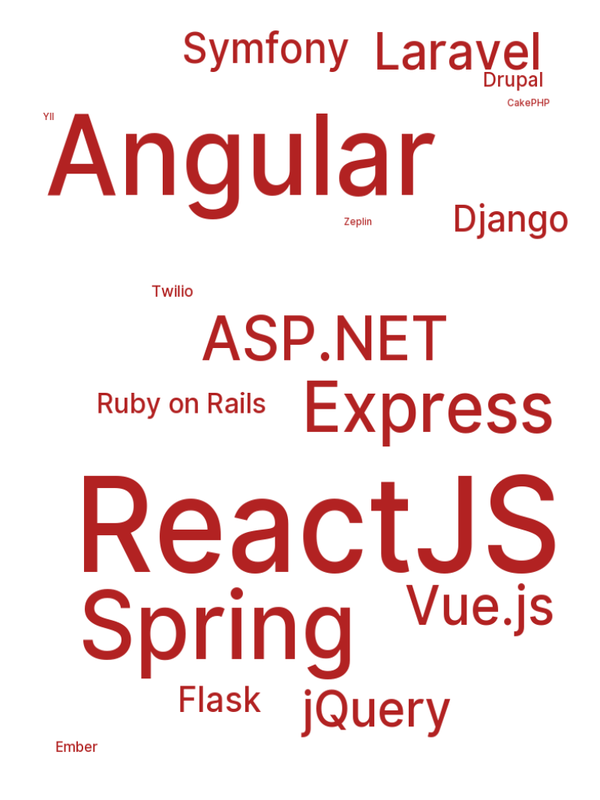 Symfony
Laravel
Drupal
CakePHP
YII
Angular
Zeplin
Django
Twilio
ASP.NET
Ruby on Rails
Express
ReactJS
Spring
Vue.js
Flask
jQuery
Ember